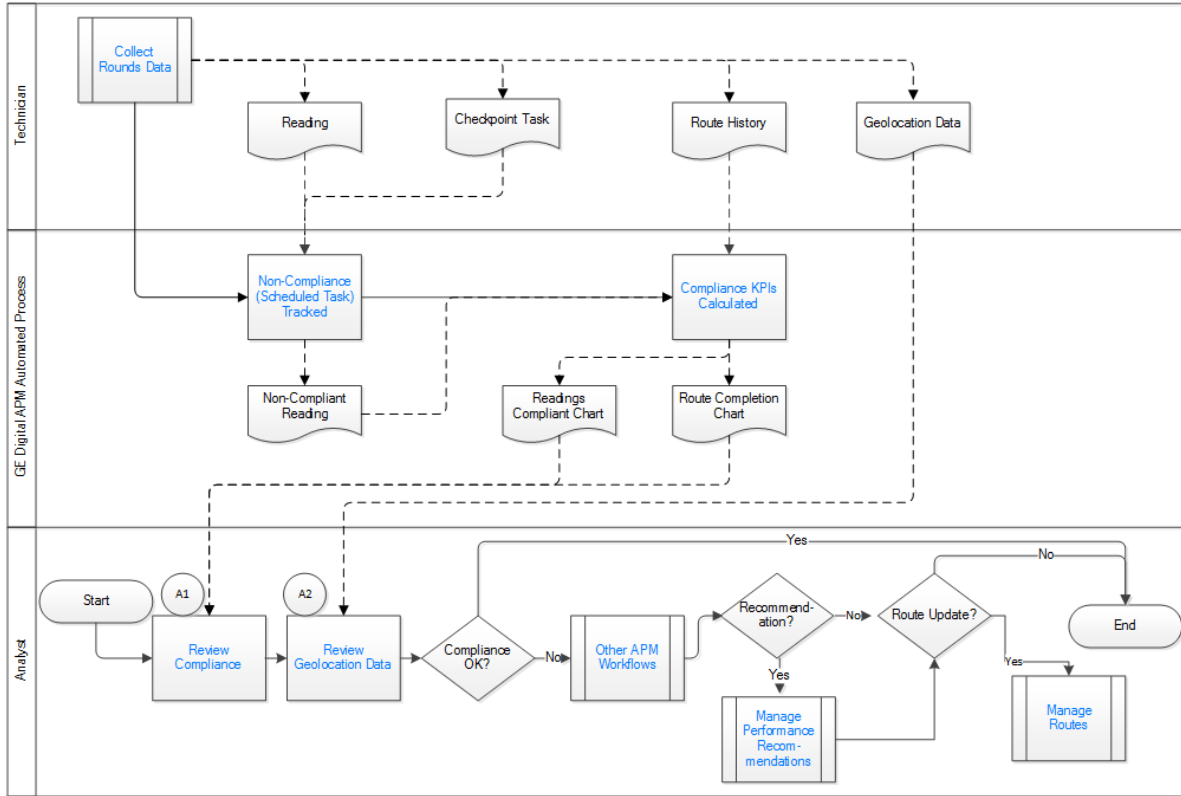 Technician
Collect
Rounds Data
Reading
Checkpoint Task
Route History
Geolocation Data
GE Digital APM Automated Process
Non-Compliance
(Scheduled Task)
Tracked
Compliance KPIs
Calculated
Non-Compliant
Reading
Readings
Compliant Chart
Route Completion
Chart
Analyst
Start
A1
Review
Compliance
A2
Review
Geolocation Data
Compliance
OK?
Yes
No
Other APM
Workflows
Recommend-
ation?
No
Yes
Manage
Performance
Recom-
mendations
Route Update?
No
Yes
Manage
Routes
End